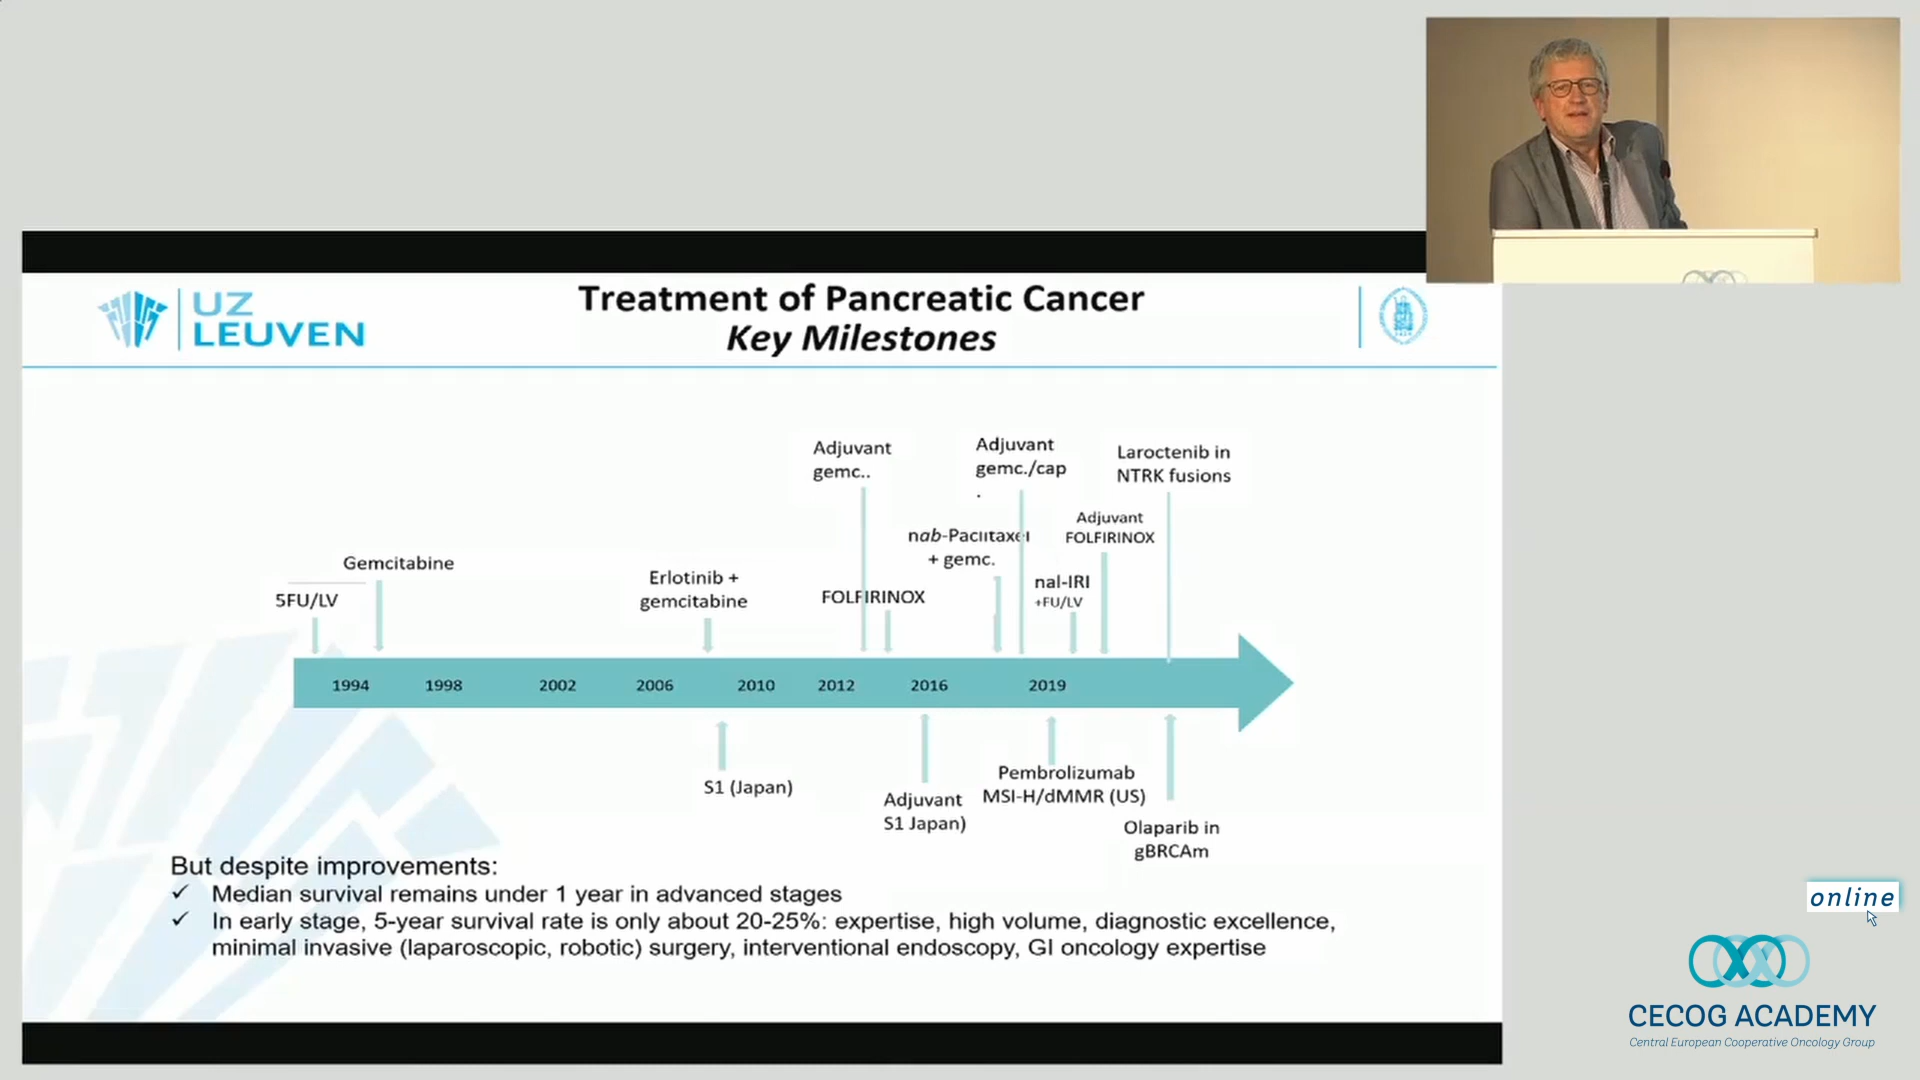 UZ
LEUVEN
Treatment of Pancreatic Cancer
Key Milestones
Adjuvant
gemc..
Adjuvant
gemc./cap
.
Laroctenib in
NTRK fusions
nab-Paclitaxel
+ gemc.
Adjuvant
FOLFIRINOX
Gemcitabine
5FU/LV
Erlotinib +
gemcitabine
FOLFIRINOX
nal-IRI
+FU/LV
1994 1998 2002 2006 2010 2012 2016 2019
S1 (Japan)
Adjuvant
S1 Japan)
Pembrolizumab
MSI-H/dMMR (US)
Olaparib in
gBRCAm
But despite improvements:
✓ Median survival remains under 1 year in advanced stages
✓ In early stage, 5-year survival rate is only about 20-25%: expertise, high volume, diagnostic excellence,
minimal invasive (laparoscopic, robotic) surgery, interventional endoscopy, GI oncology expertise
online
CECOG ACADEMY
Central European Cooperative Oncology Group